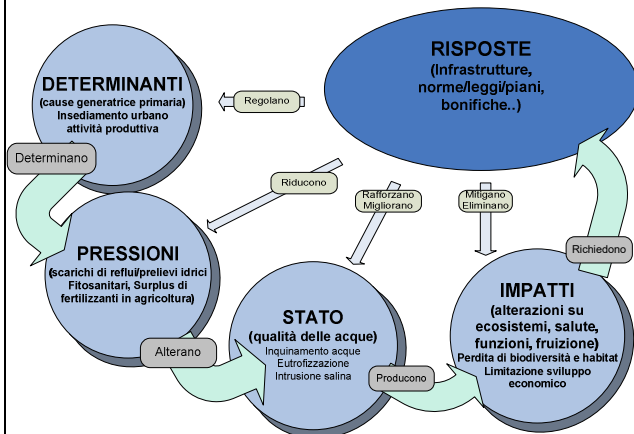 RISPOSTE
(Infrastrutture,
norme/leggi/piani,
bonifiche..)
DETERMINANTI
(cause generatrice primaria)
Insediamento urbano
attività produttiva
Regolano
Determinano
Riducono
Rafforzano
Migliorano
Mitigano
Eliminano
PRESSIONI
(scarichi di reflui/prelievi idrici
Fitosanitari, Surplus di
fertilizzanti in agricoltura)
Richiedono
Alterano
STATO
(qualità delle acque)
Inquinamento acque
Eutrofizzazione
Intrusione salina
Producono
IMPATTI
(alterazioni su
ecosistemi, salute,
funzioni, fruizione)
Perdita di biodiversità e habitat
Limitazione sviluppo
economico